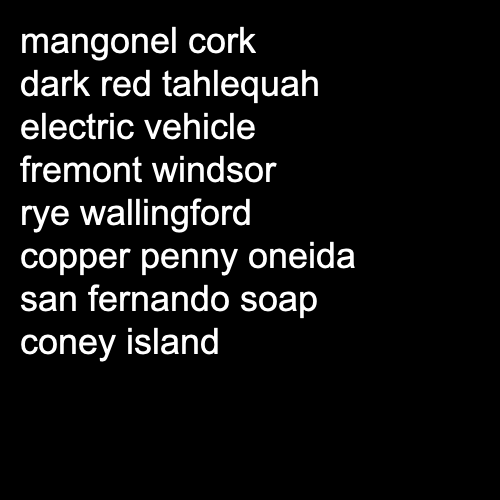 mangonel cork
dark red tahlequah
electric vehicle
fremont windsor
rye wallingford
copper penny oneida
san fernando soap
coney island